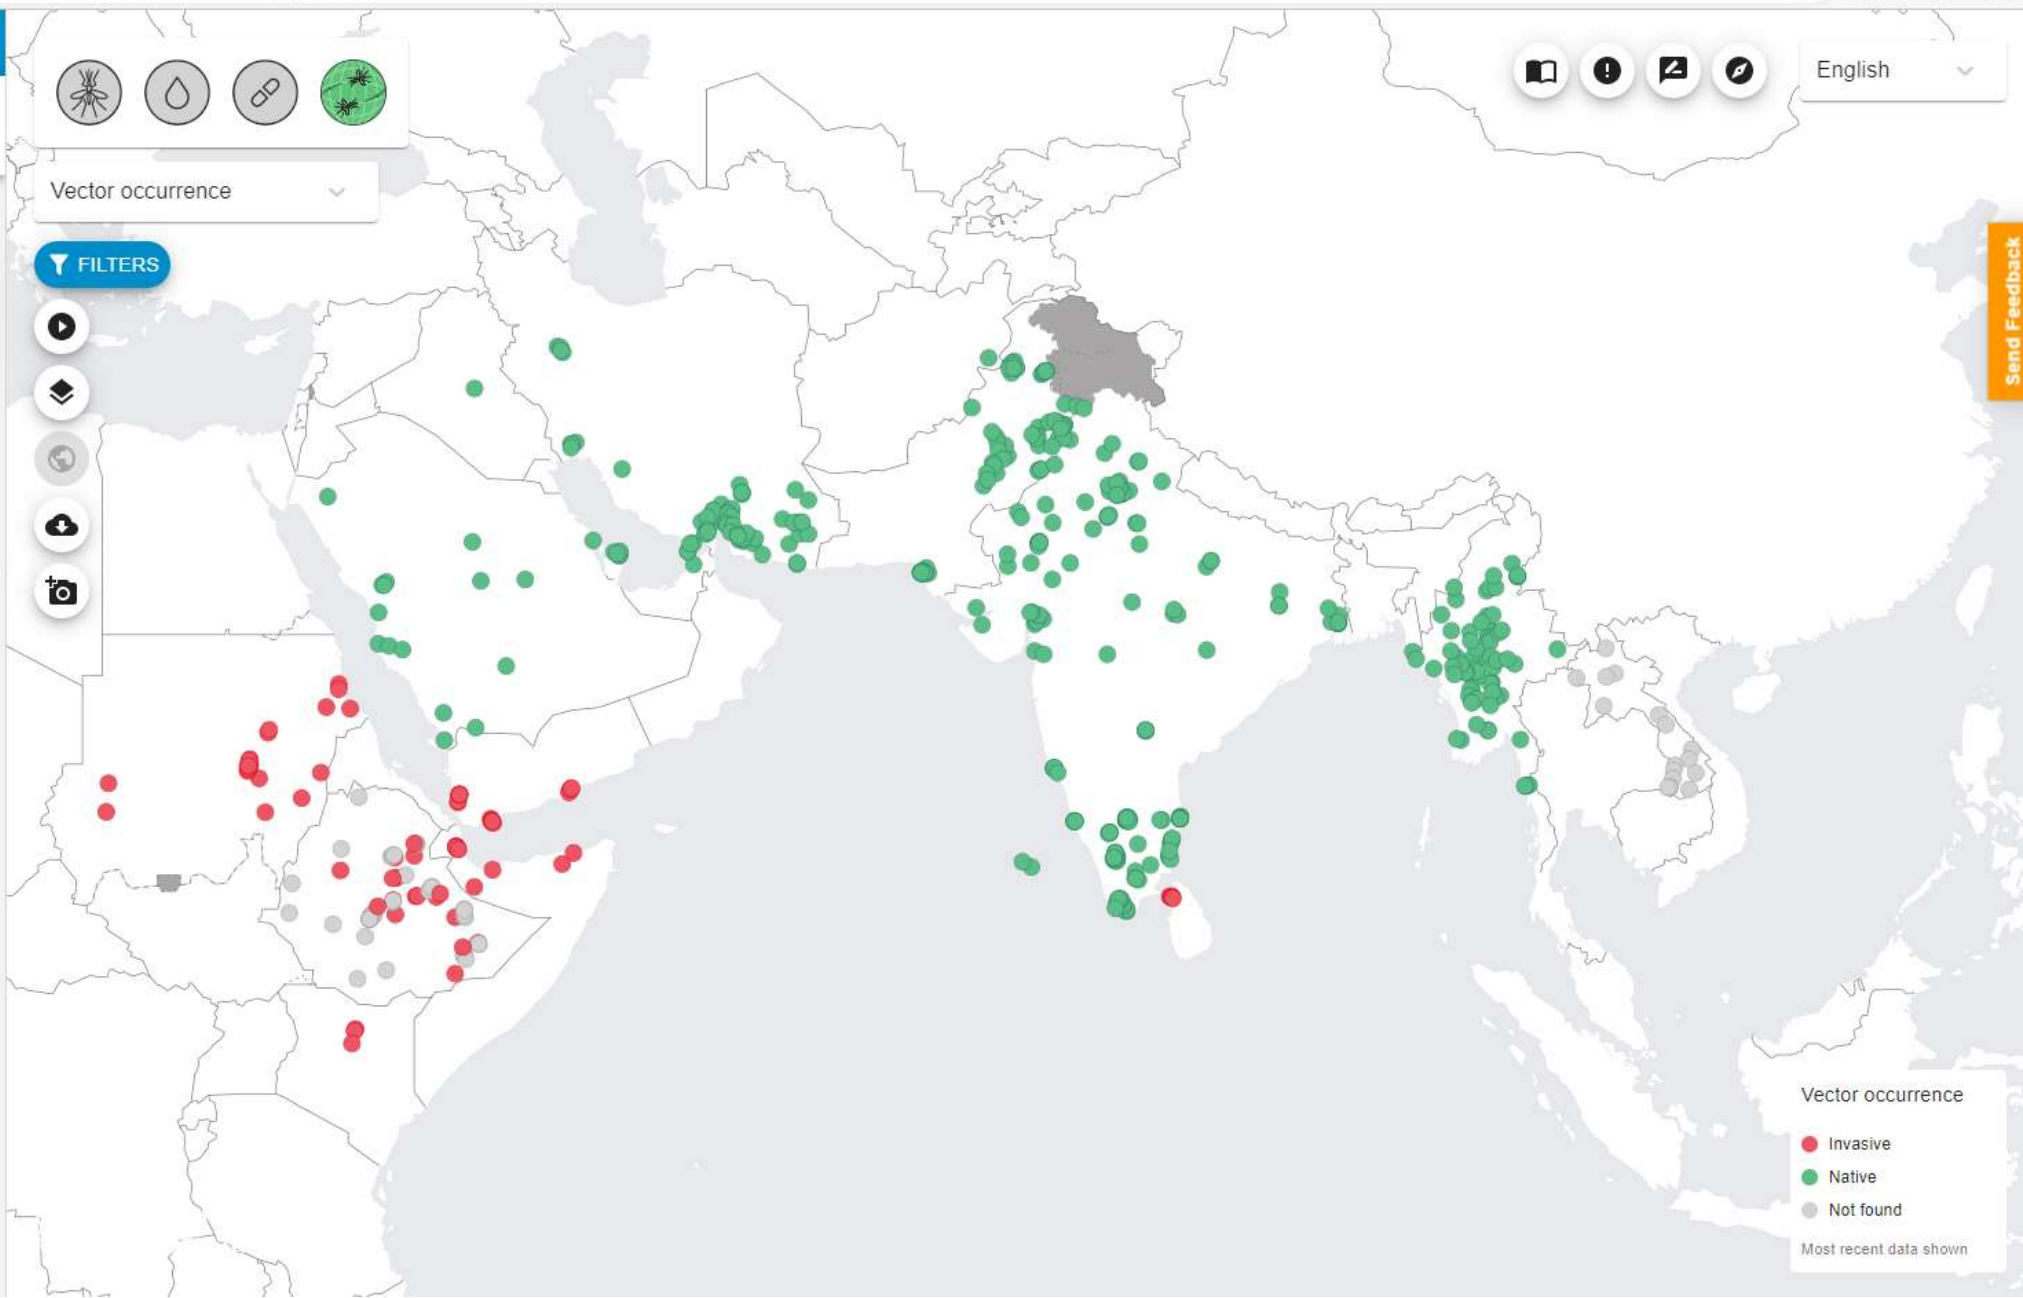 English
Vector occurrence
FILTERS
Send Feedback
Vector occurrence
Invasive
Native
Not found
Most recent data shown